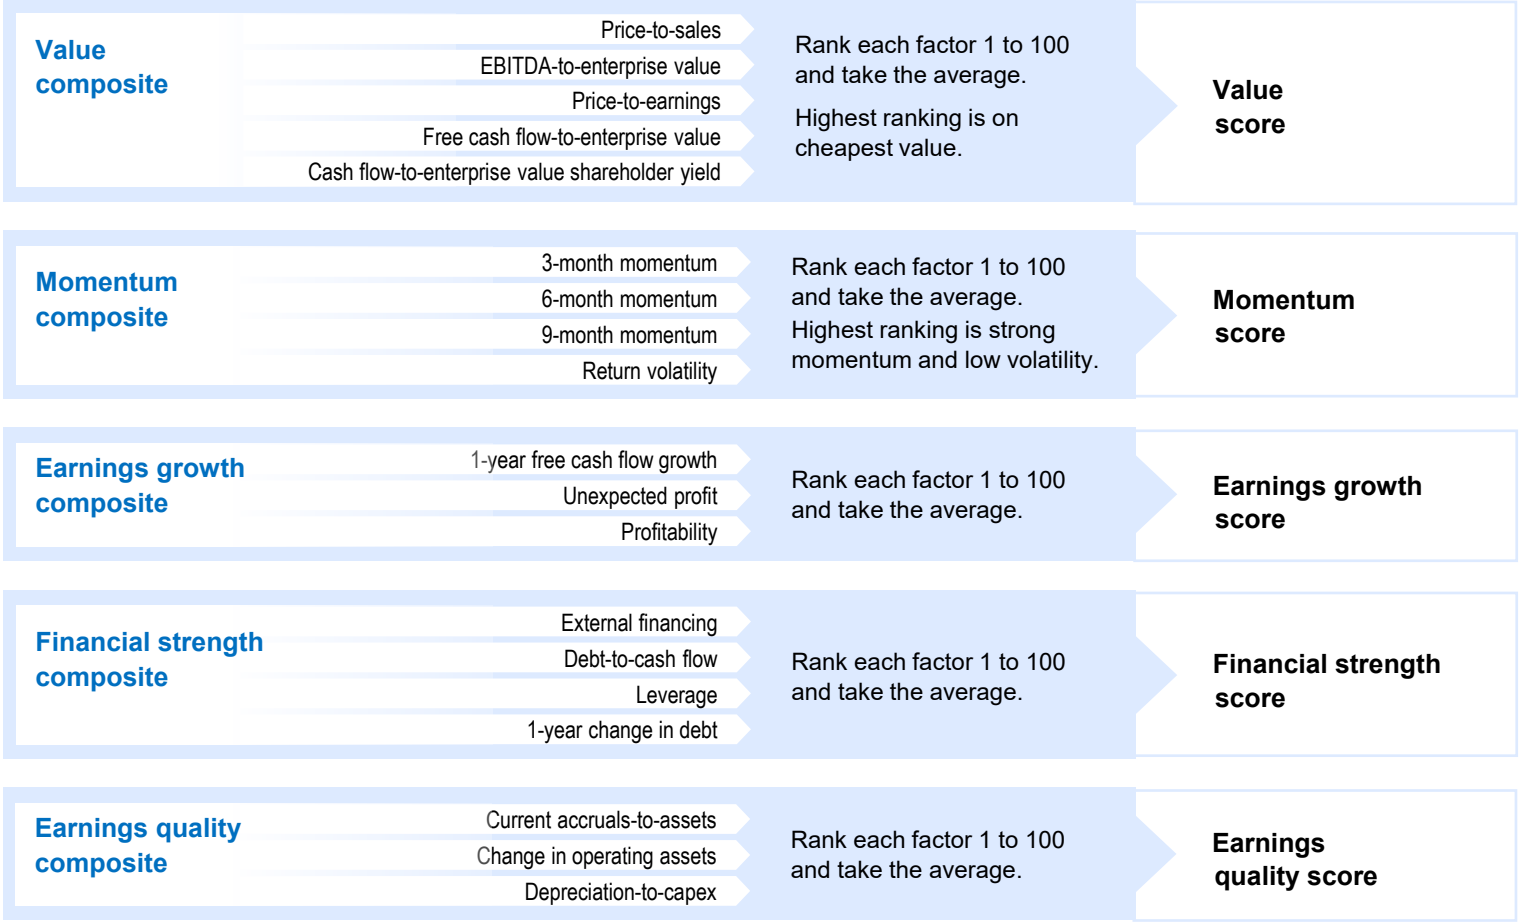 Value
composite
Price-to-sales
EBITDA-to-enterprise value
Price-to-earnings
Free cash flow-to-enterprise value
Cash flow-to-enterprise value shareholder yield
Rank each factor 1 to 100
and take the average.
Highest ranking is on
cheapest value.
Value
score
Momentum
composite
3-month momentum
6-month momentum
9-month momentum
Return volatility
Rank each factor 1 to 100
and take the average.
Highest ranking is strong
momentum and low volatility.
Momentum
score
Earnings growth
composite
1-year free cash flow growth
Unexpected profit
Profitability
Rank each factor 1 to 100
and take the average.
Earnings growth
score
Financial strength
composite
External financing
Debt-to-cash flow
Leverage
1-year change in debt
Rank each factor 1 to 100
and take the average.
Financial strength
score
Earnings quality
composite
Current accruals-to-assets
Change in operating assets
Depreciation-to-capex
Rank each factor 1 to 100
and take the average.
Earnings
quality score